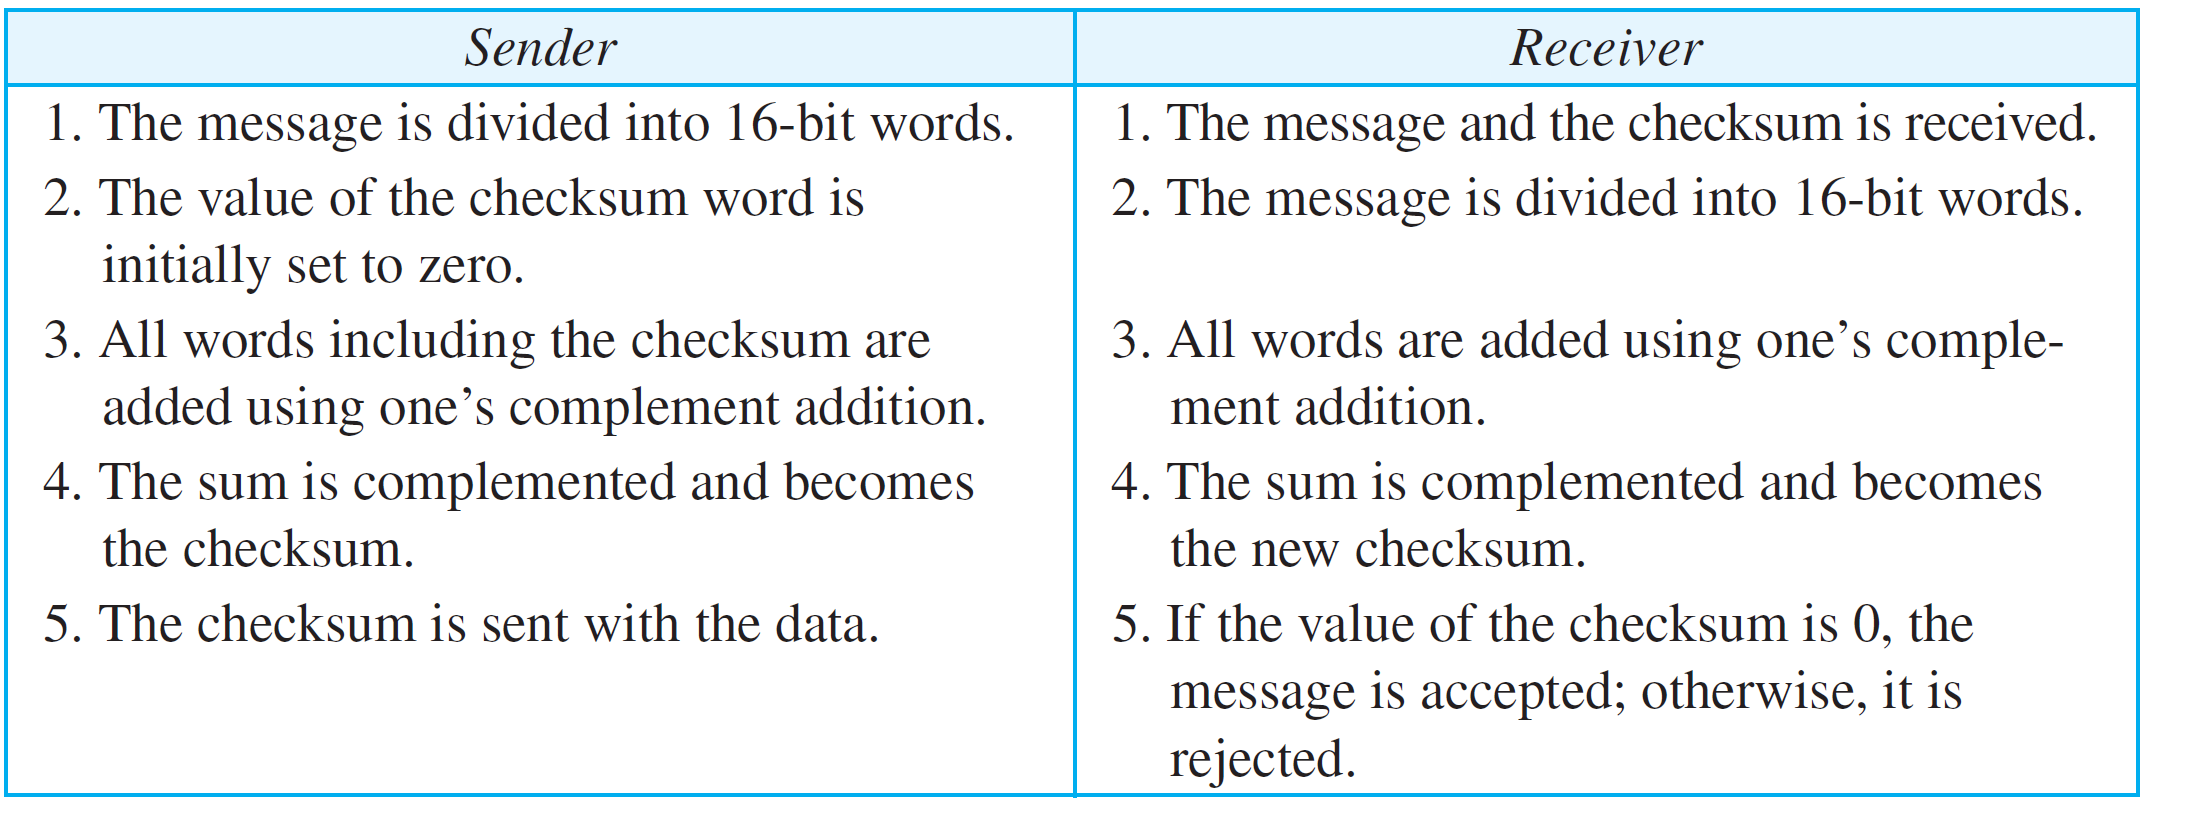 Sender
1. The message is divided into 16-bit words.
2. The value of the checksum word is
initially set to zero.
3. All words including the checksum are
added using one’s complement addition.
4. The sum is complemented and becomes
the checksum.
5. The checksum is sent with the data.
Receiver
1. The message and the checksum is received.
2. The message is divided into 16-bit words.
3. All words are added using one’s comple-
ment addition.
4. The sum is complemented and becomes
the new checksum.
5. If the value of the checksum is 0, the
message is accepted; otherwise, it is
rejected.